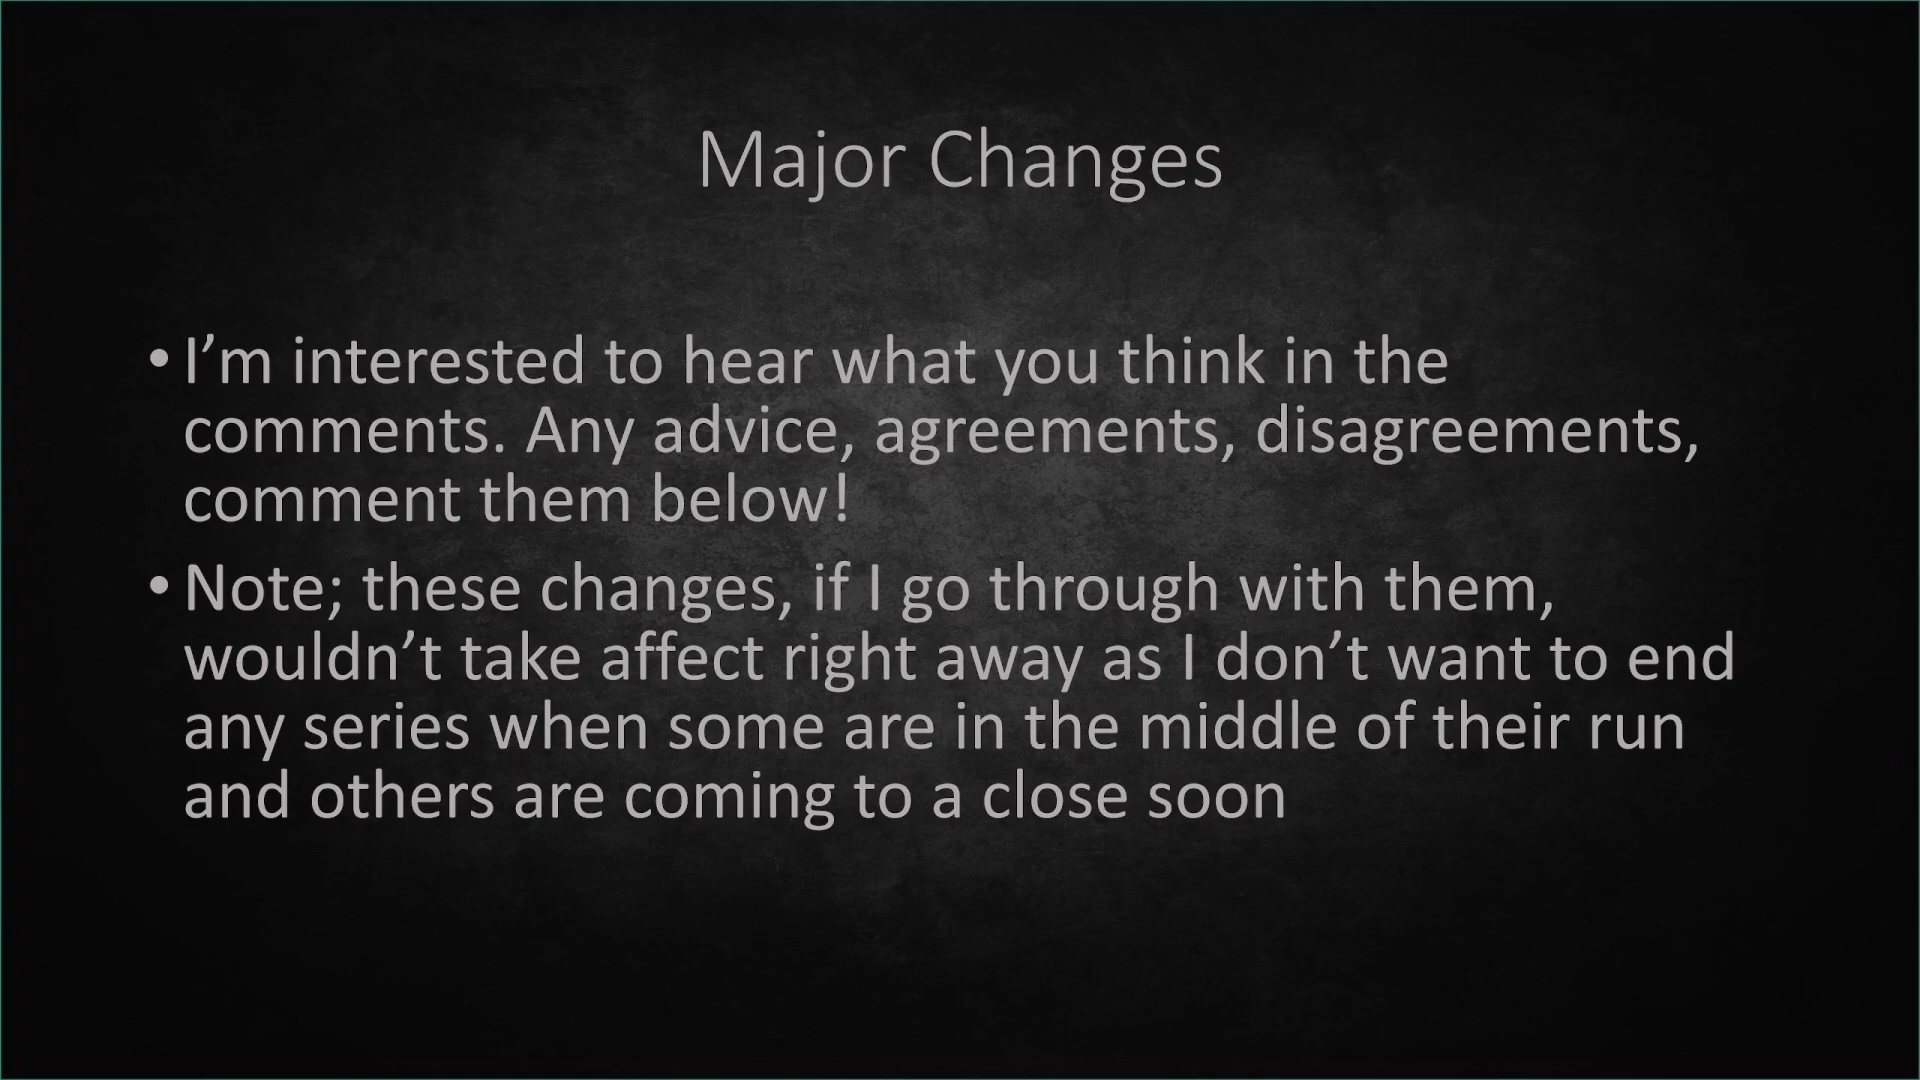 Major Changes
• I’m interested to hear what you think in the
comments. Any advice, agreements, disagreements,
comment them below!
• Note; these changes, if I go through with them,
wouldn’t take affect right away as I don’t want to end
any series when some are in the middle of their run
and others are coming to a close soon